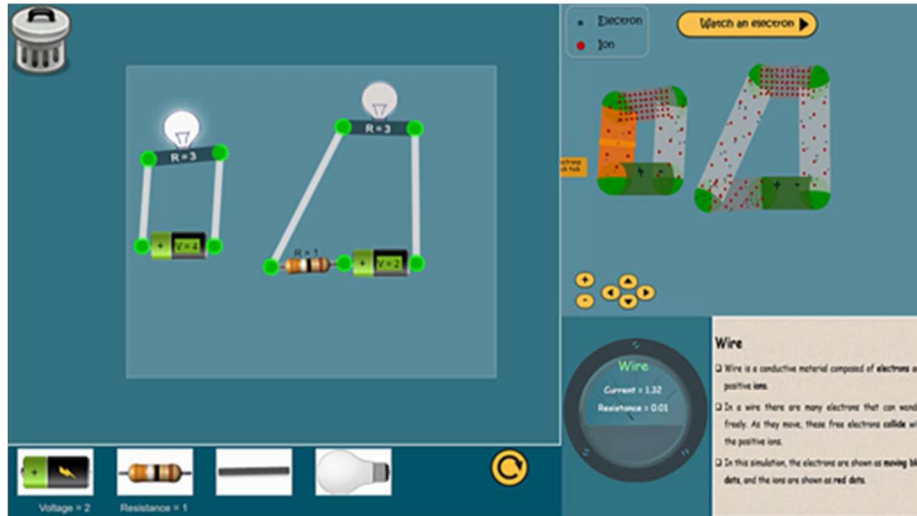 Electron
Ion
Watch an electron
R = 3
R = 3
V = 4
R = 1
V = 2
Voltage = 2
Resistance = 1
Wire
Current = 1.32
Resistance = 0.01
Wire
Wire is a conductive material composed of electrons
positive ions.
In a wire there are many electrons that can
freely. As they move, these free electrons collide
the positive ions.
In this simulation, the electrons are shown as moving
dots, and the ions are shown as red dots.